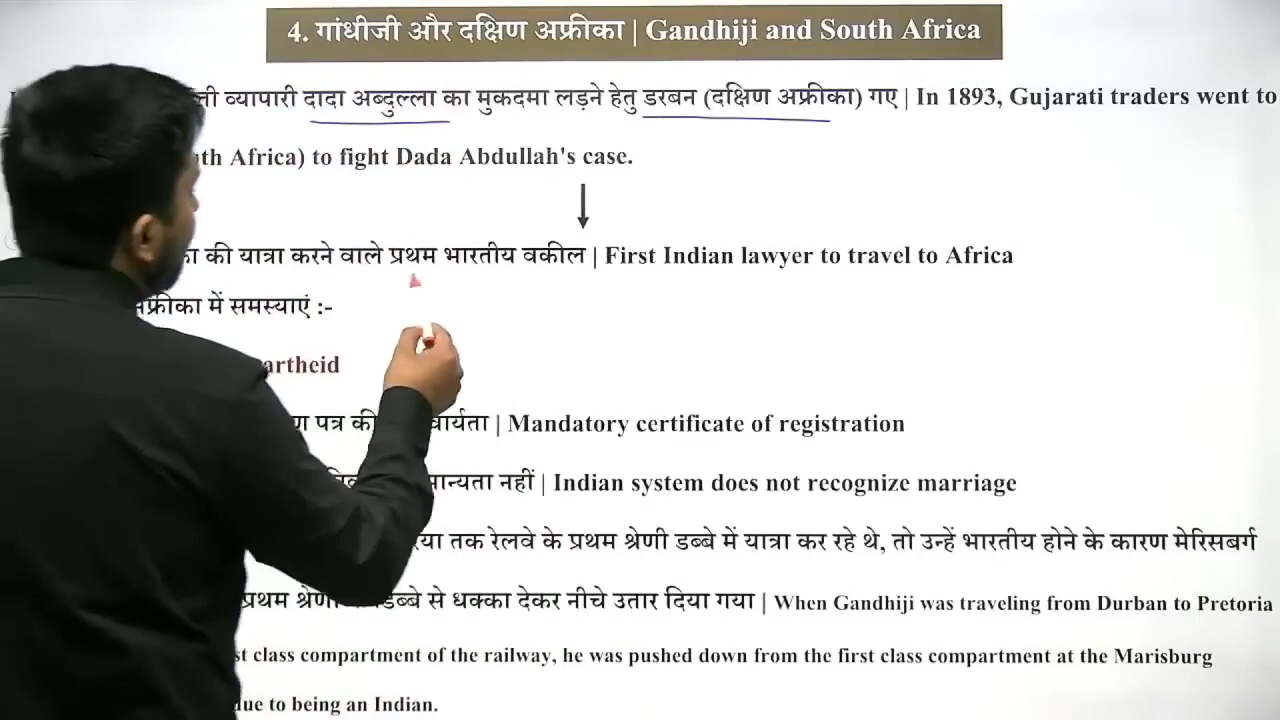 4. गांधीजी और दक्षिण अफ्रीका | Gandhiji and South Africa
व्यापारी दादा अब्दुल्ला का मुकदमा लड़ने हेतु डरबन (दक्षिण अफ्रीका) गए | In 1893, Gujarati traders went to
Africa) to fight Dada Abdullah's case.
की यात्रा करने वाले प्रथम भारतीय वकील | First Indian lawyer to travel to Africa
में समस्याएं :-
artheid
पत्र की | Mandatory certificate of registration
मान्यता नहीं | Indian system does not recognize marriage
तक रेलवे के प्रथम श्रेणी डब्बे में यात्रा कर रहे थे, तो उन्हें भारतीय होने के कारण मेरिसबर्ग
प्रथम श्रेणी डब्बे से धक्का देकर नीचे उतार दिया गया | When Gandhiji was traveling from Durban to Pretoria
st class compartment of the railway, he was pushed down from the first class compartment at the Marisburg
due to being an Indian.